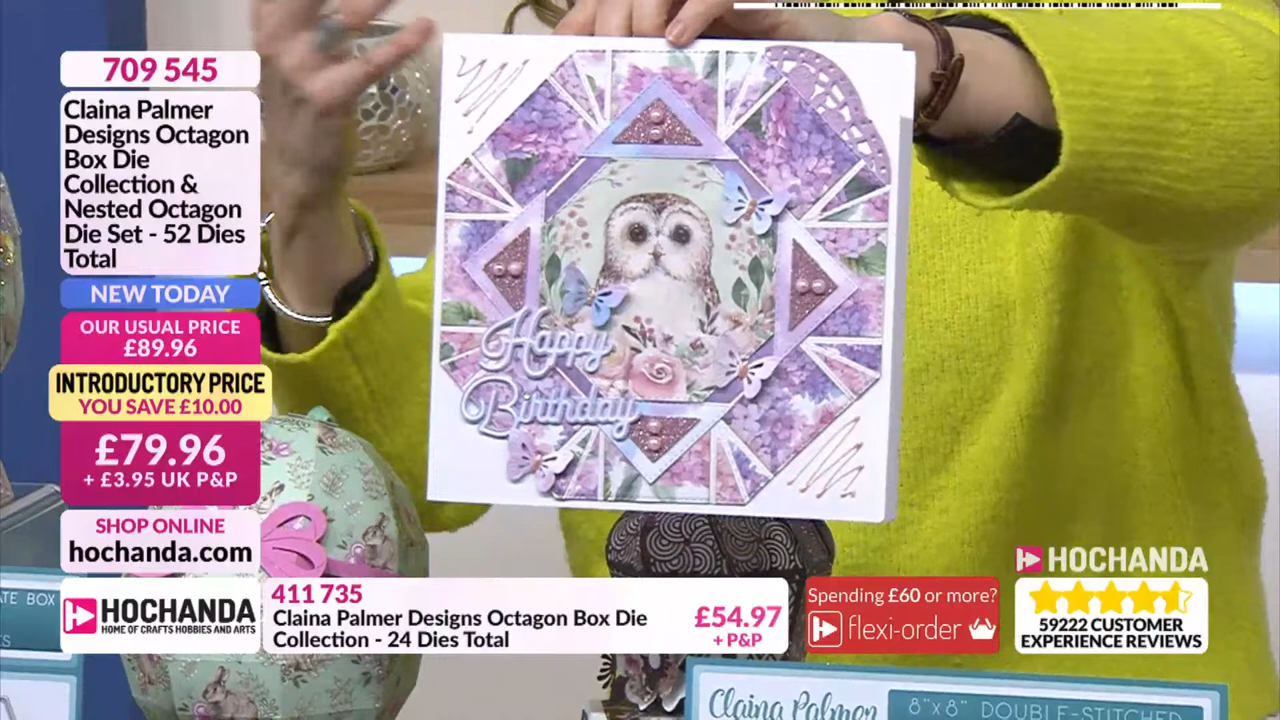 709 545
Claina Palmer
Designs Octagon
Box Die
Collection &
Nested Octagon
Die Set - 52 Dies
Total
NEW TODAY
OUR USUAL PRICE
£89.96
INTRODUCTORY PRICE
YOU SAVE £10.00
£79.96
+ £3.95 UK P&P
SHOP ONLINE
hochanda.com
Happy
Birthday
HOCHANDA
HOME OF CRAFTS HOBBIES AND ARTS
411 735
Claina Palmer Designs Octagon Box Die
Collection - 24 Dies Total
£54.97
+ P&P
Spending £60 or more?
flexi-order
HOCHANDA
59222 CUSTOMER
EXPERIENCE REVIEWS
ATE BOX
Claina Palmer
8"x8" DOUBLE-STITCHED